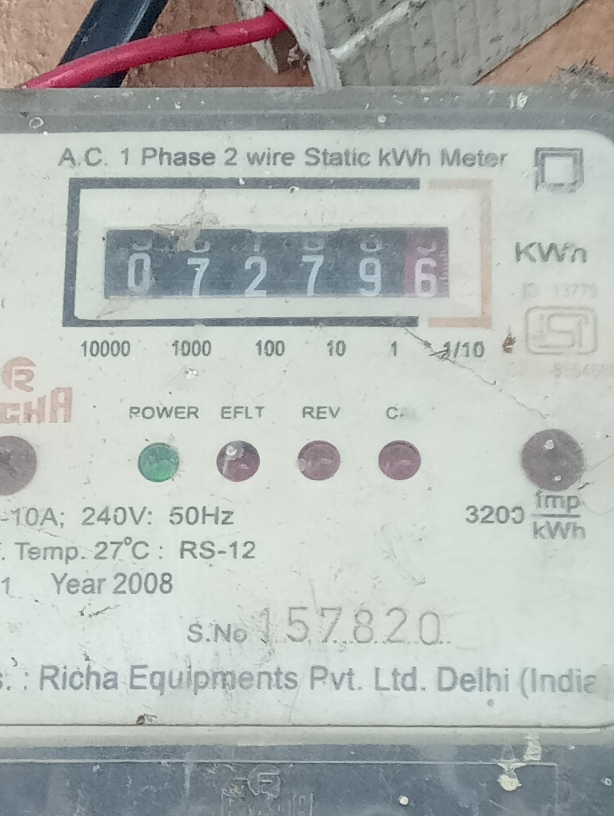 A.C. 1 Phase 2 wire Static kWh Meter
0 7 2 7 9 6
KWh
10000 1000 100 10 1 1/10
ISI
R
POWER EFLT REV
-10A; 240V: 50Hz
3200 imp/kWh
Temp. 27°C : RS-12
1 Year 2008
S.No 157820
: Richa Equipments Pvt. Ltd. Delhi (India